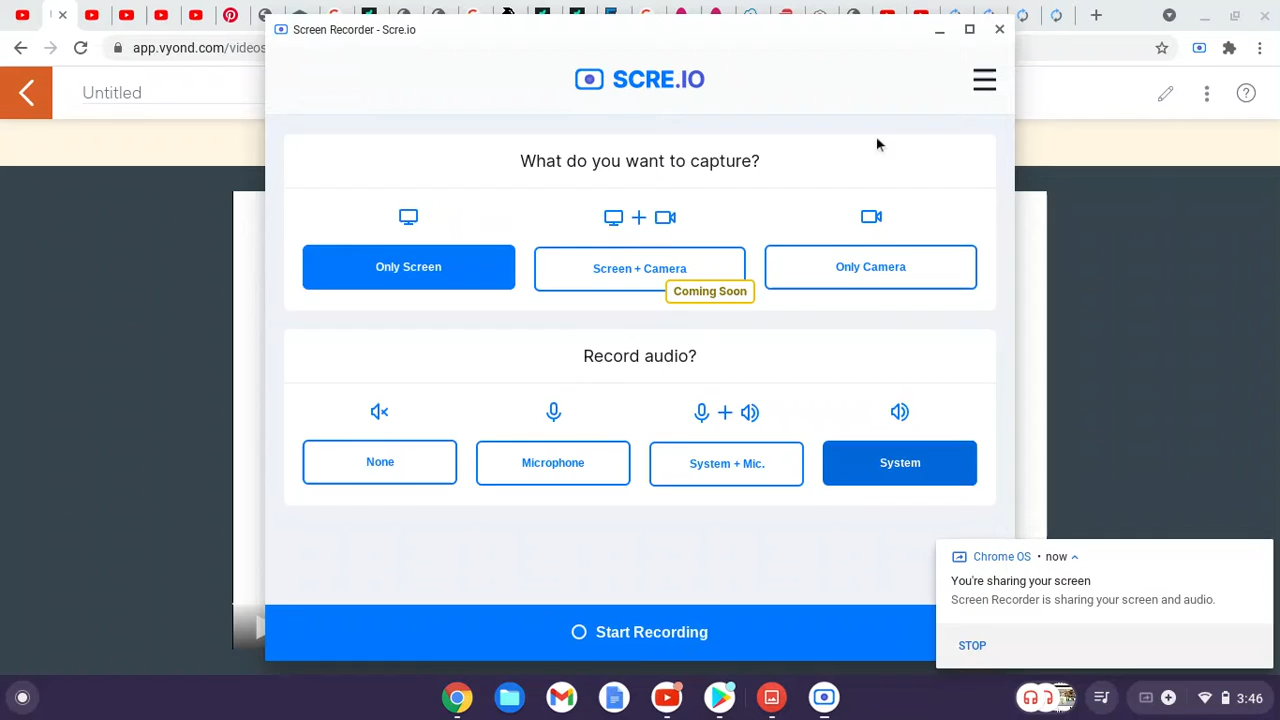 Screen Recorder - Scre.io
app.vyond.com/videos
Untitled
SCRE.IO
What do you want to capture?
Only Screen
Screen + Camera
Only Camera
Coming Soon
Record audio?
None
Microphone
System + Mic.
System
Chrome OS • now
You're sharing your screen
Screen Recorder is sharing your screen and audio.
STOP
Start Recording
3:46